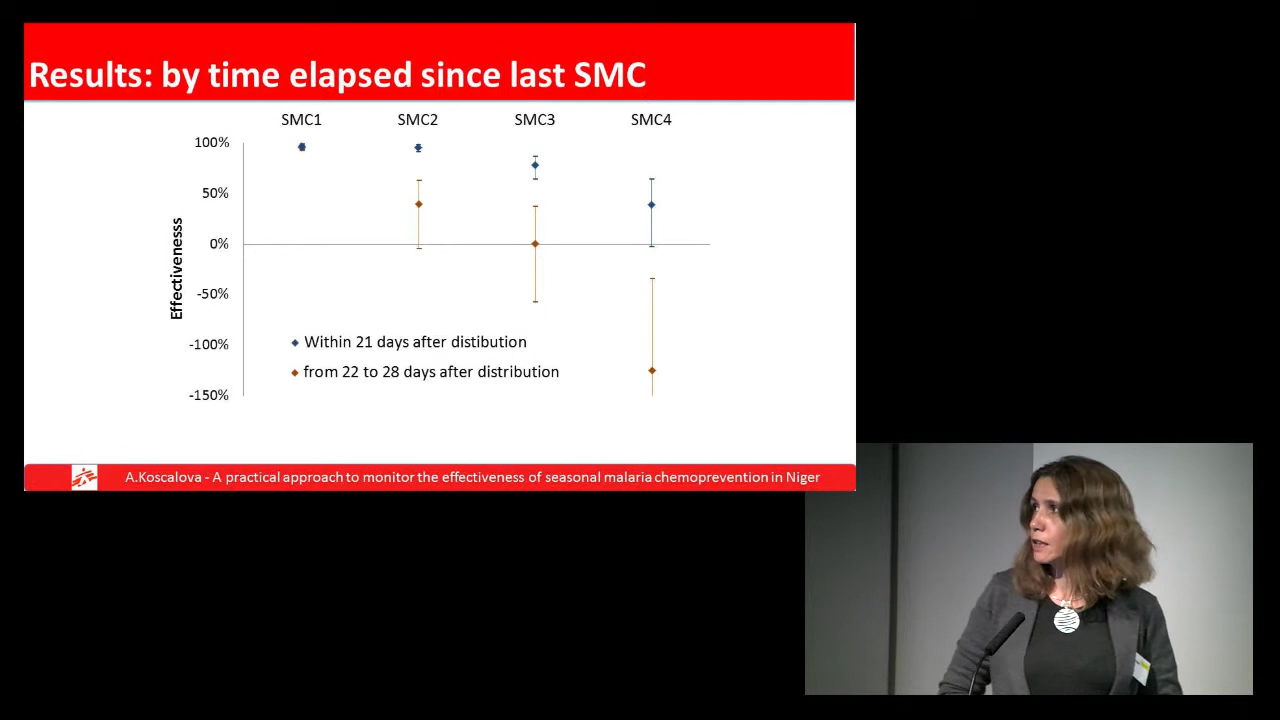 Results: by time elapsed since last SMC
SMC1 SMC2 SMC3 SMC4
100%
50%
0%
-50%
-100%
-150%
Effectivenesss
Within 21 days after distibution
from 22 to 28 days after distribution
A.Koscalova - A practical approach to monitor the effectiveness of seasonal malaria chemoprevention in Niger